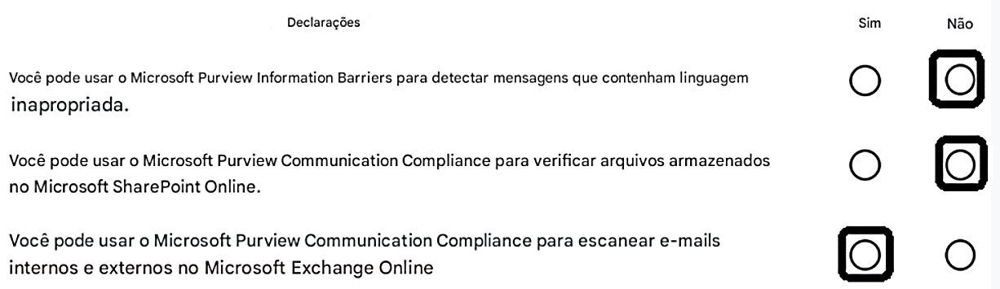 Declarações Sim Não
Você pode usar o Microsoft Purview Information Barriers para detectar mensagens que contenham linguagem
inapropriada.
Você pode usar o Microsoft Purview Communication Compliance para verificar arquivos armazenados
no Microsoft SharePoint Online.
Você pode usar o Microsoft Purview Communication Compliance para escanear e-mails
internos e externos no Microsoft Exchange Online